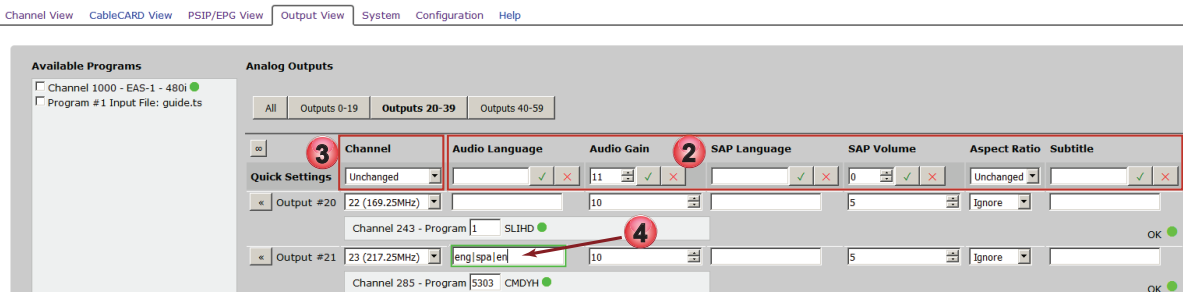 Channel View CableCARD View PSIP/EPG View Output View System Configuration Help
Available Programs
Channel 1000 - EAS-1 - 480i
Program #1 Input File: guide.ts
Analog Outputs
All Outputs 0-19 Outputs 20-39 Outputs 40-59
∞ 3 Channel Audio Language Audio Gain 2 SAP Language SAP Volume Aspect Ratio Subtitle
Quick Settings Unchanged ✓ × 11 ✓ × ✓ × 0 ✓ × Unchanged ✓ ×
« Output #20 22 (169.25MHz) 10 5 Ignore
Channel 243 - Program 1 SLIHD OK
4
« Output #21 23 (217.25MHz) eng|spa|en 10 5 Ignore
Channel 285 - Program 5303 CMDYH OK